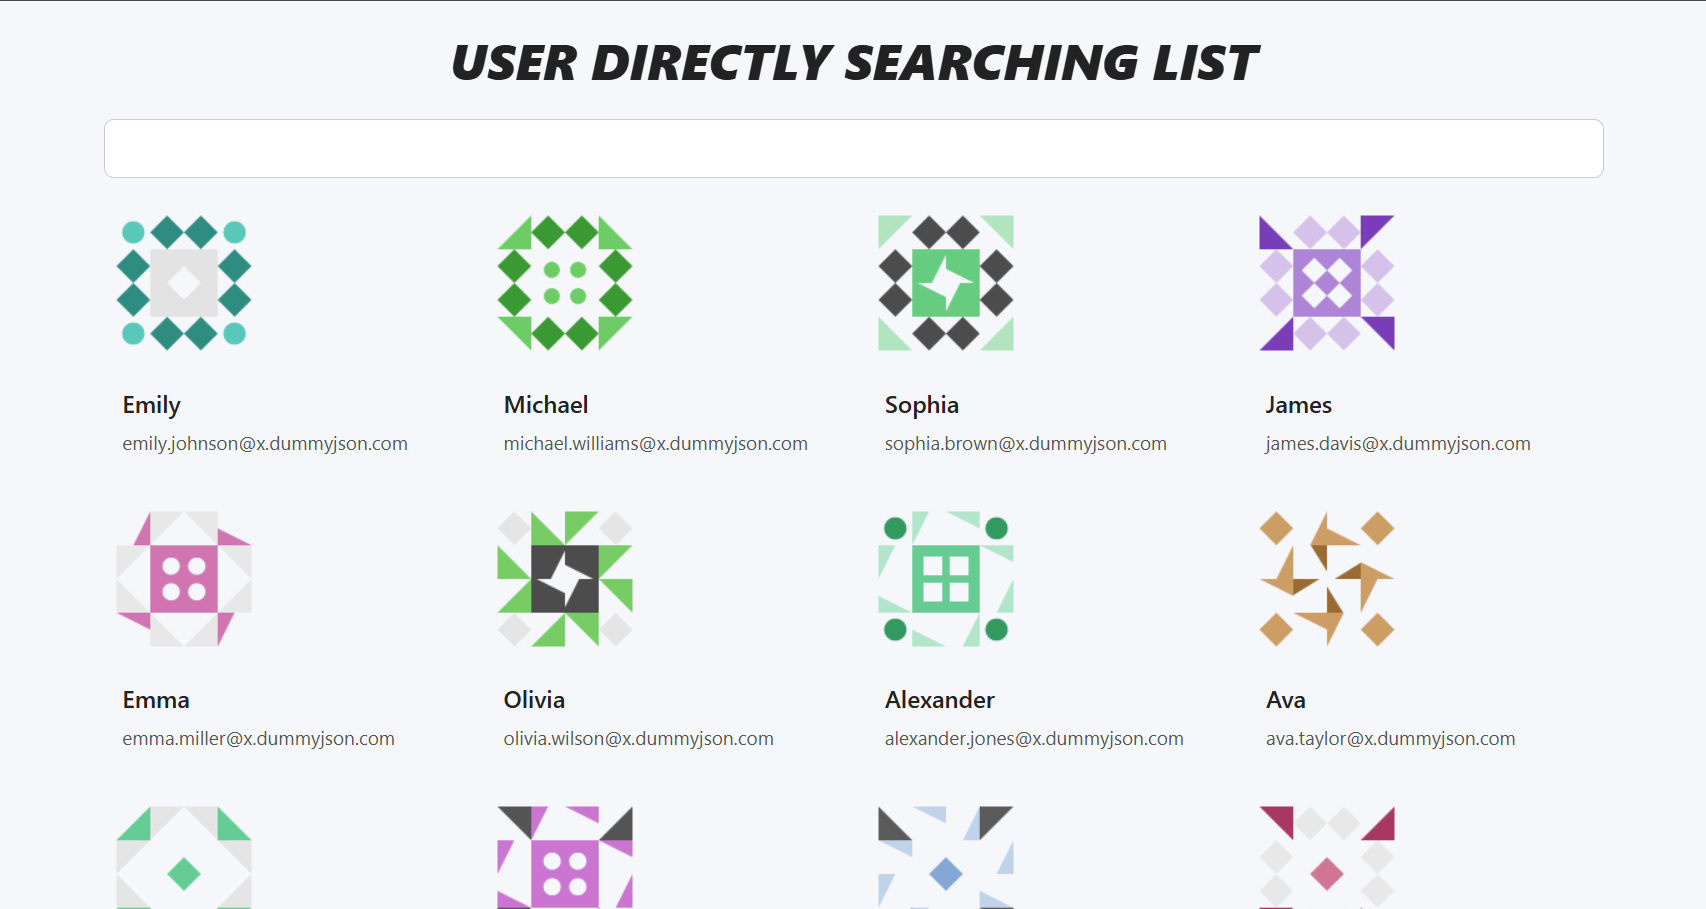 USER DIRECTLY SEARCHING LIST
Emily
emily.johnson@x.dummyjson.com
Michael
michael.williams@x.dummyjson.com
Sophia
sophia.brown@x.dummyjson.com
James
james.davis@x.dummyjson.com
Emma
emma.miller@x.dummyjson.com
Olivia
olivia.wilson@x.dummyjson.com
Alexander
alexander.jones@x.dummyjson.com
Ava
ava.taylor@x.dummyjson.com